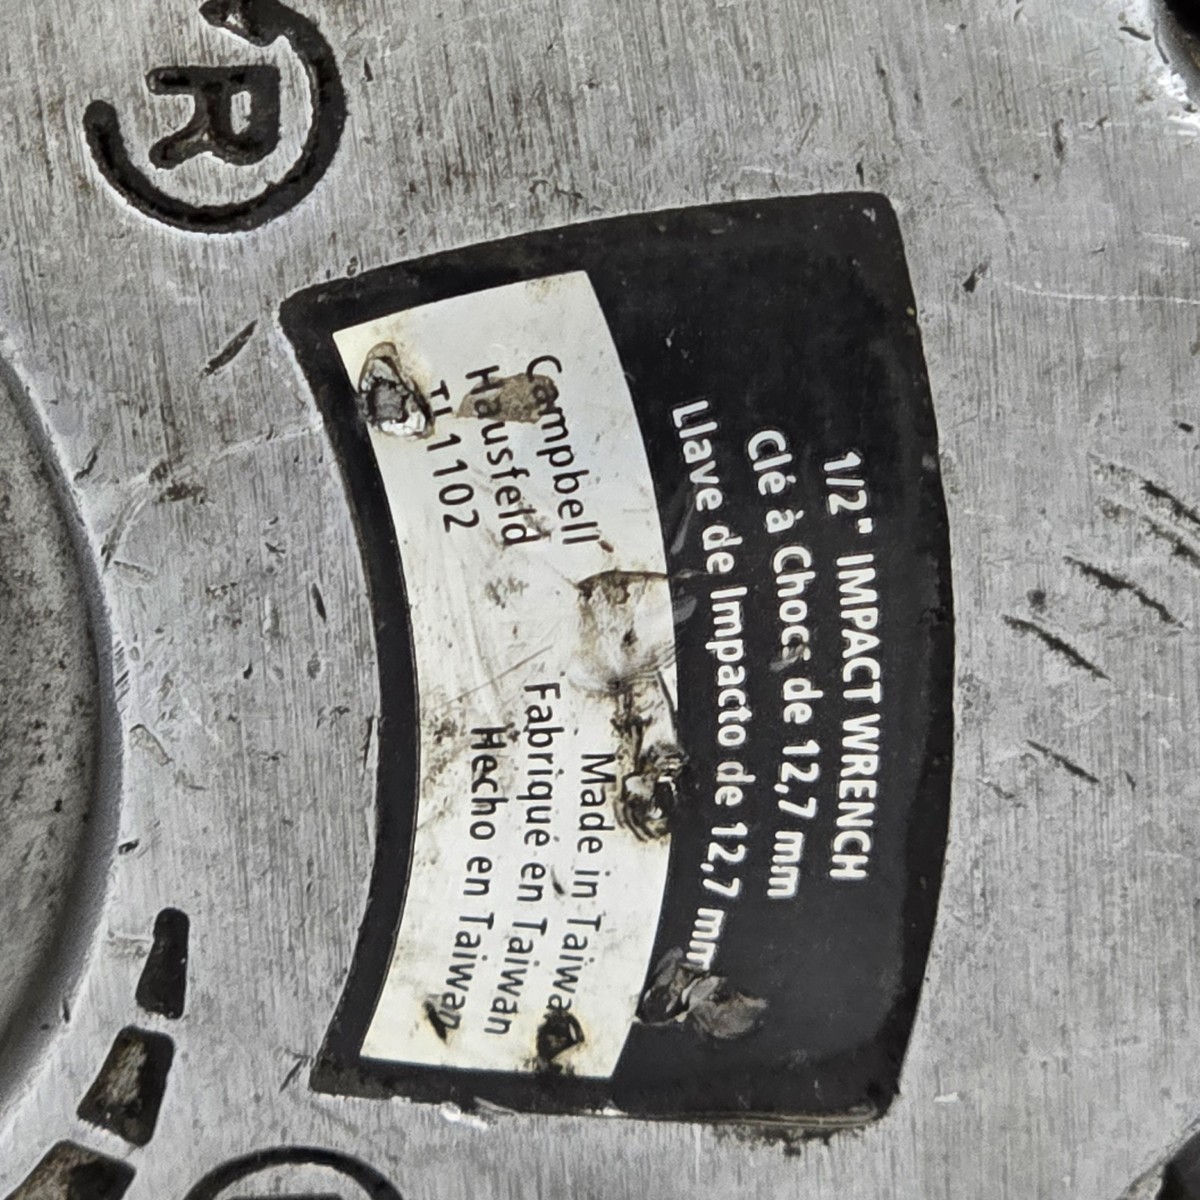 R
1/2" IMPACT WRENCH
Clé à Chocs de 12,7 mm
Llave de Impacto de 12,7 mm
Campbell
Hausfeld
TL1102
Made in Taiwan
Fabriqué en Taiwan
Hecho en Taiwan